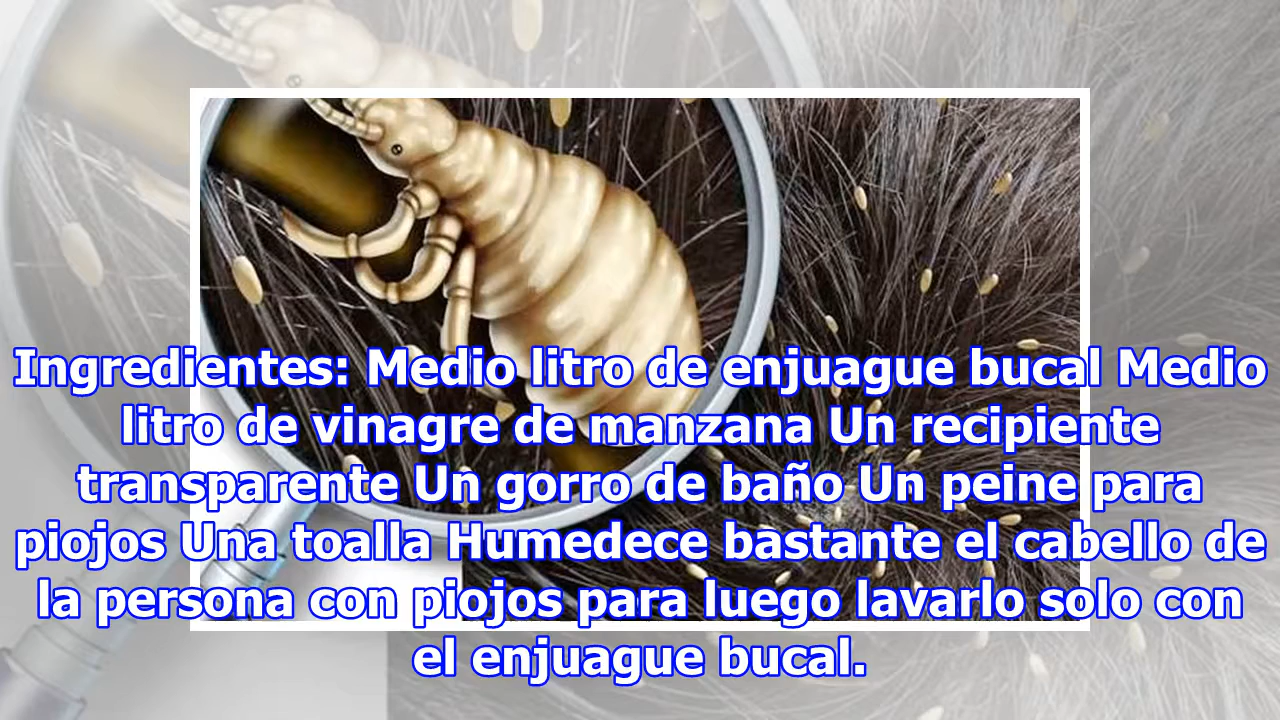 Ingredientes: Medio litro de enjuague bucal Medio
litro de vinagre de manzana Un recipiente
transparente Un gorro de baño Un peine para
piojos Una toalla Humedece bastante el cabello de
la persona con piojos para luego lavarlo solo con
el enjuague bucal.